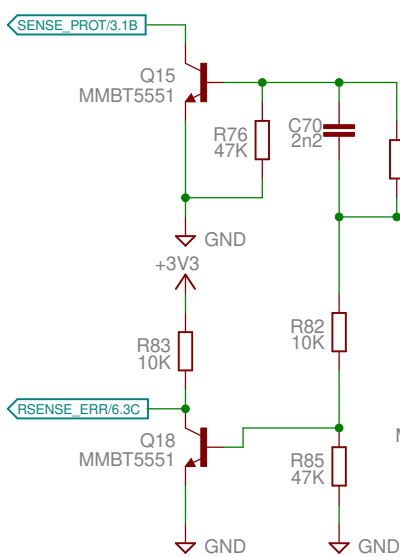 SENSE_PROT/3.1B
Q15
MMBT5551
R76
47K
C70
2n2
GND
+3V3
R83
10K
R82
10K
RSENSE_ERR/6.3C
Q18
MMBT5551
R85
47K
GND
GND